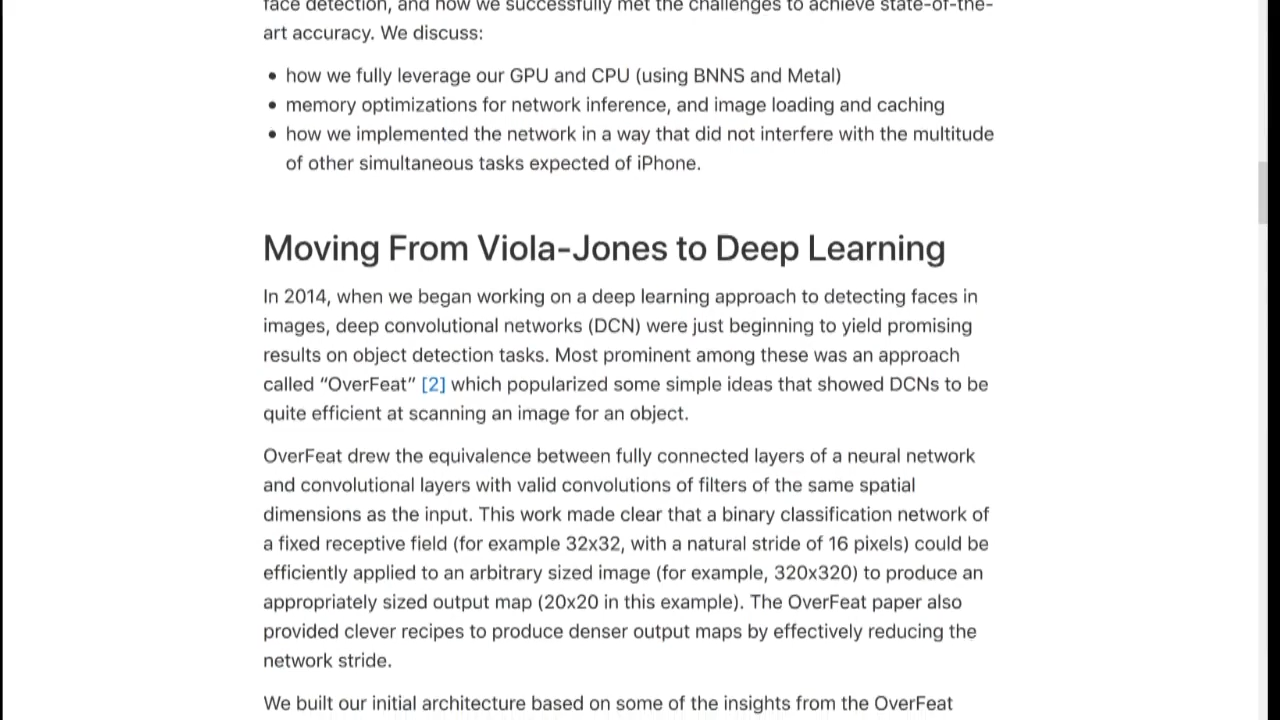 face detection, and how we successfully met the challenges to achieve state-of-the-
art accuracy. We discuss:
• how we fully leverage our GPU and CPU (using BNNS and Metal)
• memory optimizations for network inference, and image loading and caching
• how we implemented the network in a way that did not interfere with the multitude
of other simultaneous tasks expected of iPhone.
Moving From Viola-Jones to Deep Learning
In 2014, when we began working on a deep learning approach to detecting faces in
images, deep convolutional networks (DCN) were just beginning to yield promising
results on object detection tasks. Most prominent among these was an approach
called “OverFeat” [2] which popularized some simple ideas that showed DCNs to be
quite efficient at scanning an image for an object.
OverFeat drew the equivalence between fully connected layers of a neural network
and convolutional layers with valid convolutions of filters of the same spatial
dimensions as the input. This work made clear that a binary classification network of
a fixed receptive field (for example 32x32, with a natural stride of 16 pixels) could be
efficiently applied to an arbitrary sized image (for example, 320x320) to produce an
appropriately sized output map (20x20 in this example). The OverFeat paper also
provided clever recipes to produce denser output maps by effectively reducing the
network stride.
We built our initial architecture based on some of the insights from the OverFeat